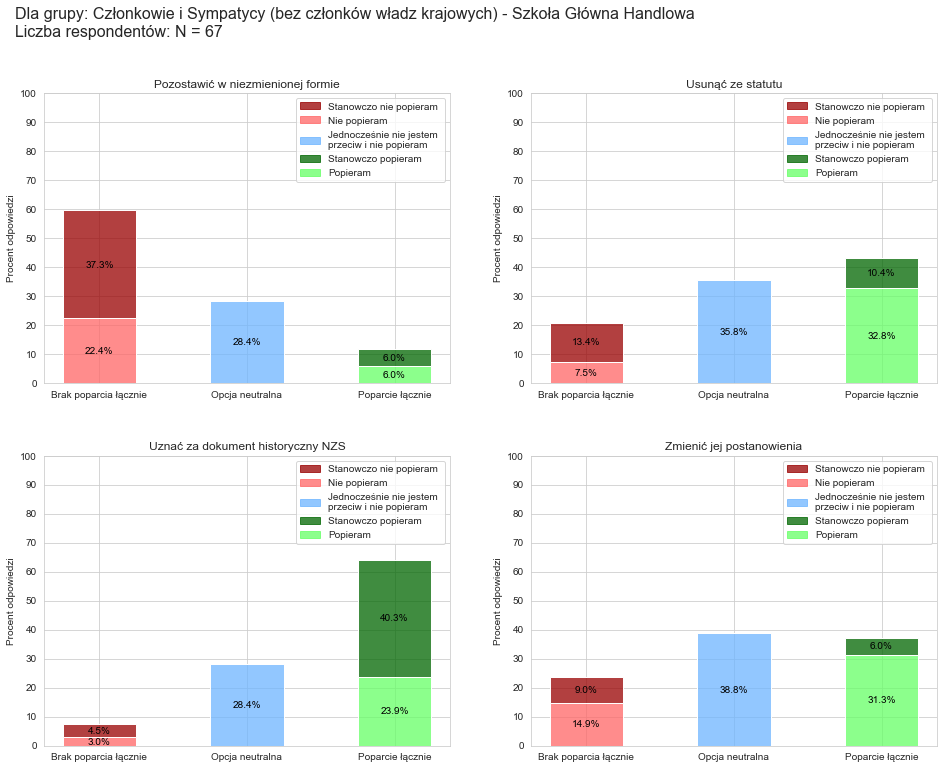 Dla grupy: Członkowie i Sympatycy (bez członków władz krajowych) - Szkoła Główna Handlowa
Liczba respondentów: N = 67
Pozostawić w niezmienionej formie
Procent odpowiedzi
100
90
80
70
60
50
40
30
20
10
0
Stanowczo nie popieram
Nie popieram
Jednocześnie nie jestem
przeciw i nie popieram
Stanowczo popieram
Popieram
37.3%
22.4%
28.4%
6.0%
6.0%
Brak poparcia łącznie
Opcja neutralna
Poparcie łącznie
Usunąć ze statutu
Procent odpowiedzi
100
90
80
70
60
50
40
30
20
10
0
Stanowczo nie popieram
Nie popieram
Jednocześnie nie jestem
przeciw i nie popieram
Stanowczo popieram
Popieram
13.4%
7.5%
35.8%
10.4%
32.8%
Brak poparcia łącznie
Opcja neutralna
Poparcie łącznie
Uznać za dokument historyczny NZS
Procent odpowiedzi
100
90
80
70
60
50
40
30
20
10
0
Stanowczo nie popieram
Nie popieram
Jednocześnie nie jestem
przeciw i nie popieram
Stanowczo popieram
Popieram
4.5%
3.0%
28.4%
40.3%
23.9%
Brak poparcia łącznie
Opcja neutralna
Poparcie łącznie
Zmienić jej postanowienia
Procent odpowiedzi
100
90
80
70
60
50
40
30
20
10
0
Stanowczo nie popieram
Nie popieram
Jednocześnie nie jestem
przeciw i nie popieram
Stanowczo popieram
Popieram
9.0%
14.9%
38.8%
6.0%
31.3%
Brak poparcia łącznie
Opcja neutralna
Poparcie łącznie